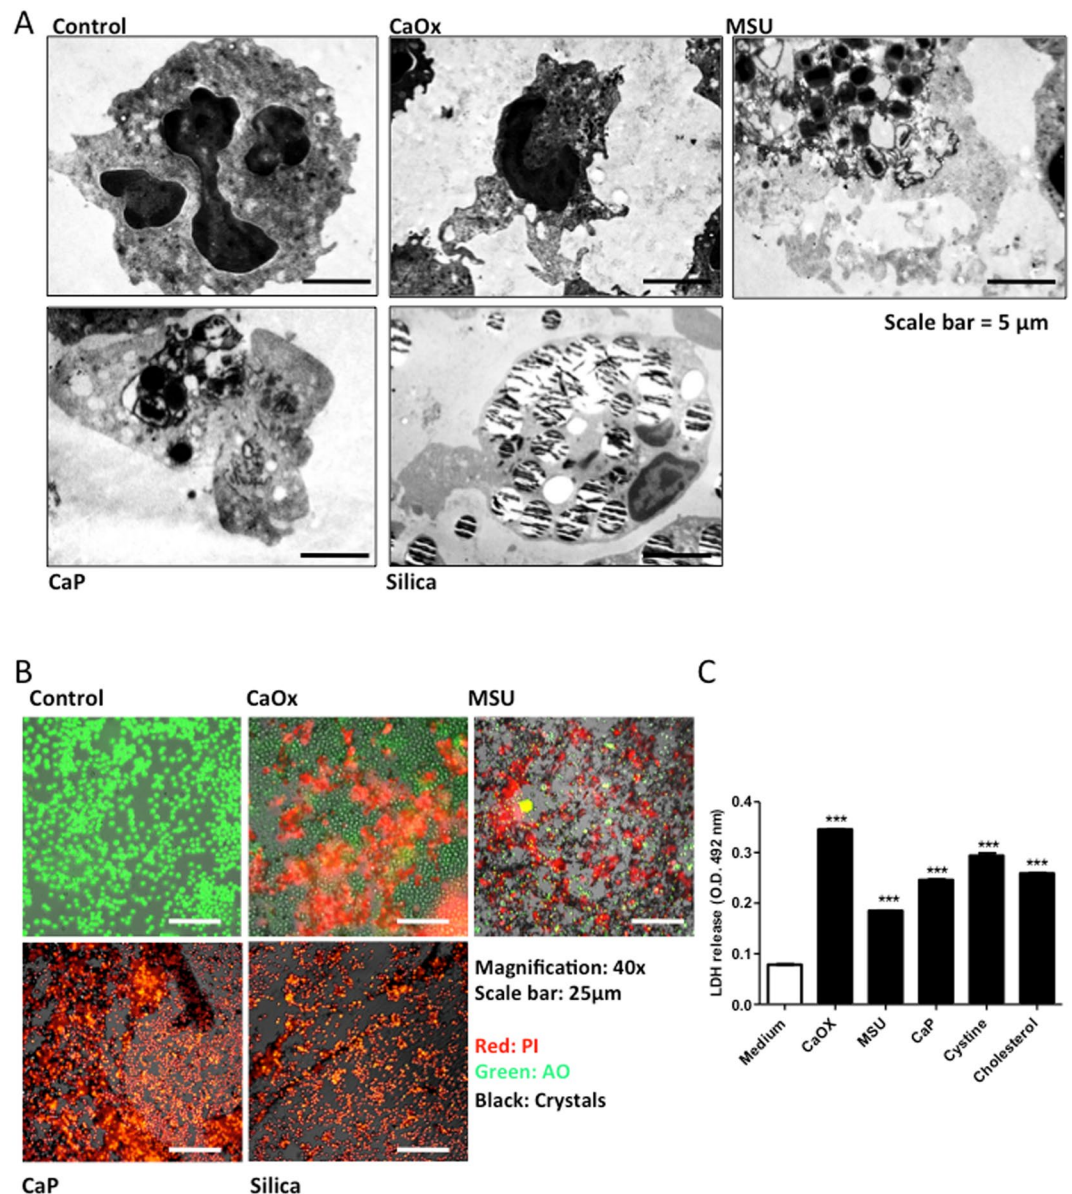 A
Control
CaOx
MSU
Scale bar = 5 µm
CaP
Silica
B
Control
CaOx
MSU
Magnification: 40x
Scale bar: 25µm
Red: PI
Green: AO
Black: Crystals
CaP
Silica
C
LDH release (O.D. 492 nm)
0.4
0.3
0.2
0.1
0.0
***
***
***
***
***
Medium
CaOX
MSU
CaP
Cystine
Cholesterol